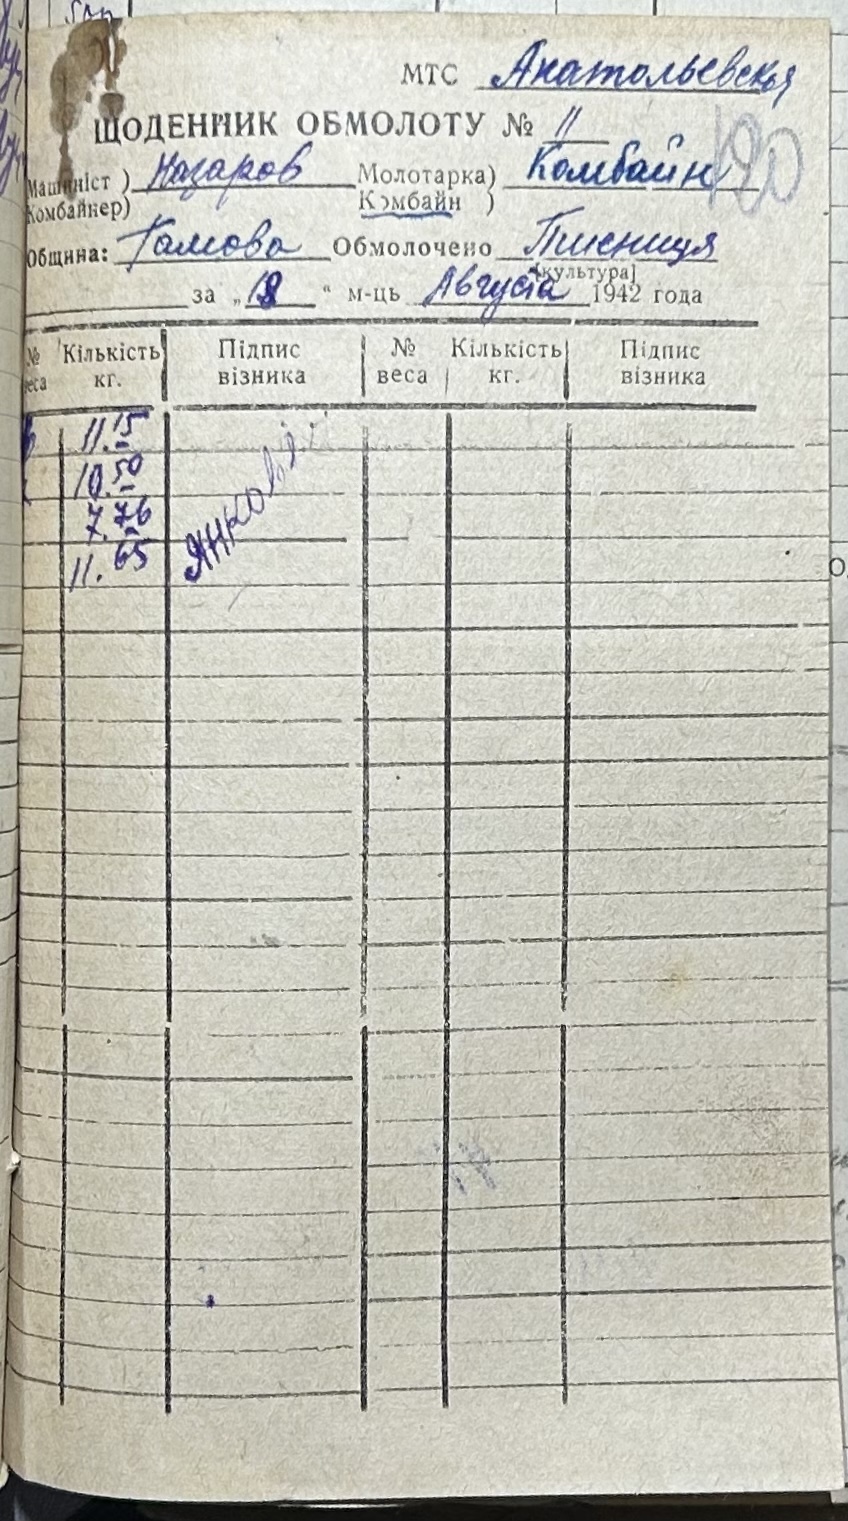 МТС Анатольевская
ЩОДЕННИК ОБМОЛОТУ № 11
Машиніст ) Назаров Молотарка) Комбайн 120
Комбайнер) Комбайн )
Община: Гамова Обмолочено Пшениця
(культура)
за „18“ м-ць Августа 1942 года
№ веса Кількість кг. Підпис візника № веса Кількість кг. Підпис візника
11.15
10.50
7.76
11.65